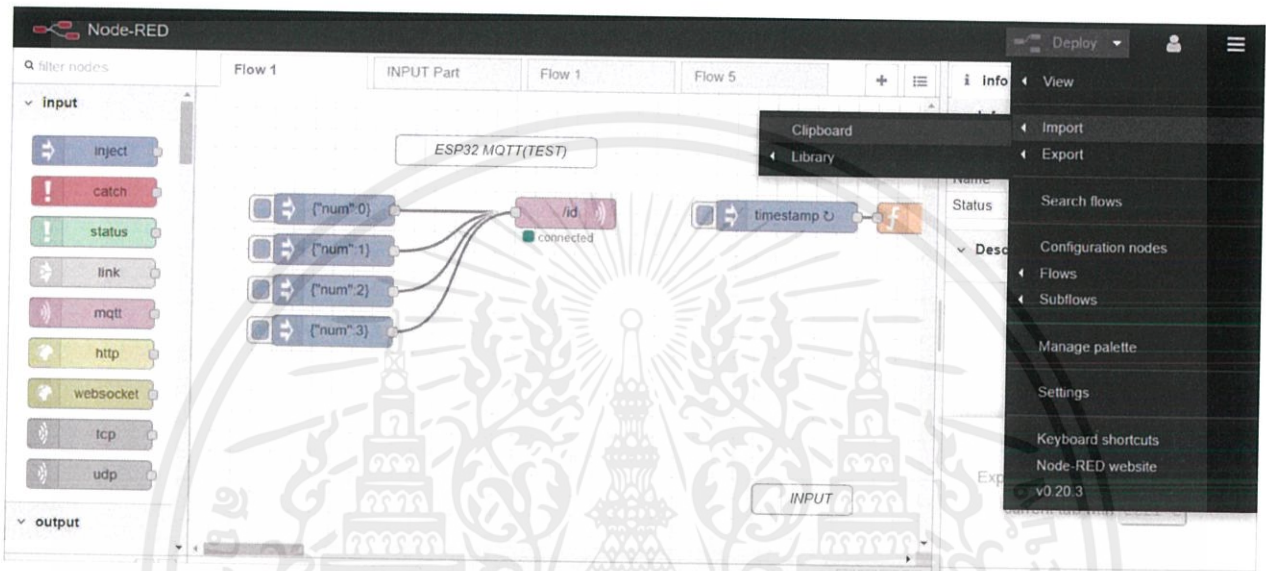 Node-RED
Deploy
filter nodes
input
inject
catch
status
link
mqtt
http
websocket
tcp
udp
output
Flow 1
INPUT Part
Flow 1
Flow 5
ESP32 MQTT(TEST)
{"num":0}
{"num":1}
{"num":2}
{"num":3}
/id
connected
timestamp ↻
INPUT
i info
Name
Status
Desc
Clipboard
Library
View
Import
Export
Search flows
Configuration nodes
Flows
Subflows
Manage palette
Settings
Keyboard shortcuts
Node-RED website
v0.20.3